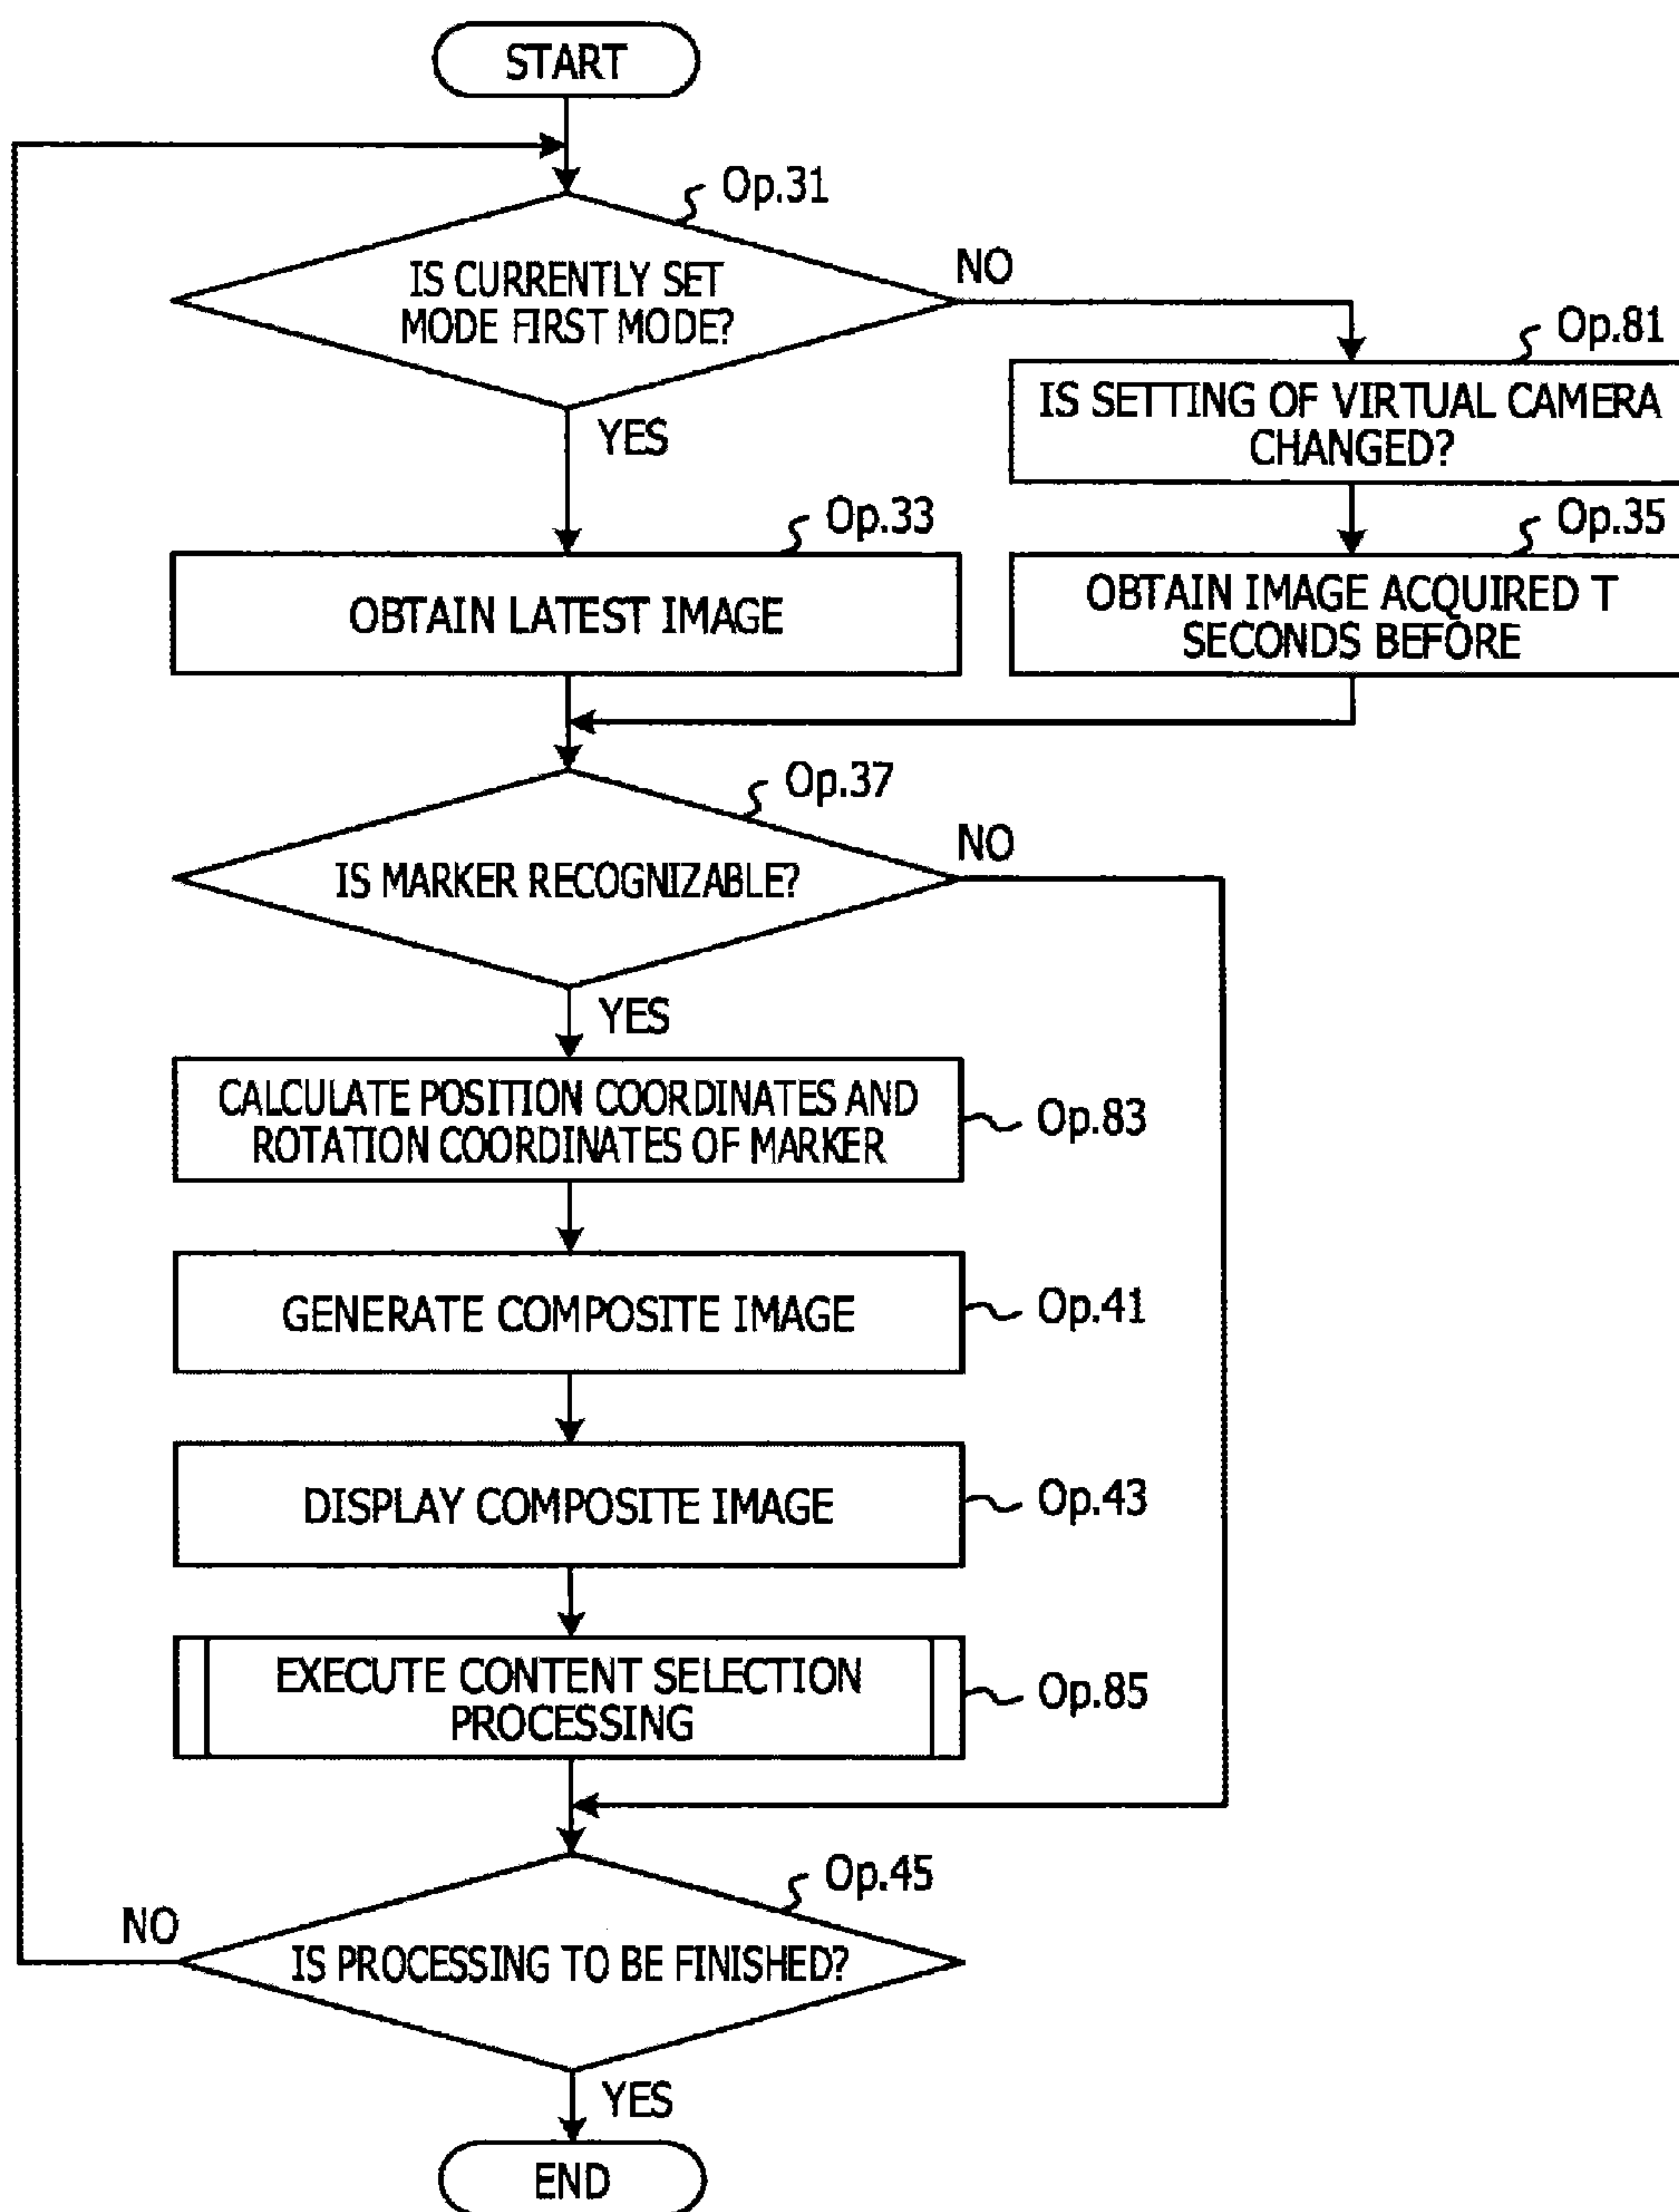 START
Op.31
IS CURRENTLY SET
MODE FIRST MODE?
NO
YES
Op.81
IS SETTING OF VIRTUAL CAMERA
CHANGED?
Op.33
OBTAIN LATEST IMAGE
Op.35
OBTAIN IMAGE ACQUIRED T
SECONDS BEFORE
Op.37
IS MARKER RECOGNIZABLE?
NO
YES
CALCULATE POSITION COORDINATES AND
ROTATION COORDINATES OF MARKER
Op.83
GENERATE COMPOSITE IMAGE
Op.41
DISPLAY COMPOSITE IMAGE
Op.43
EXECUTE CONTENT SELECTION
PROCESSING
Op.85
Op.45
NO
IS PROCESSING TO BE FINISHED?
YES
END